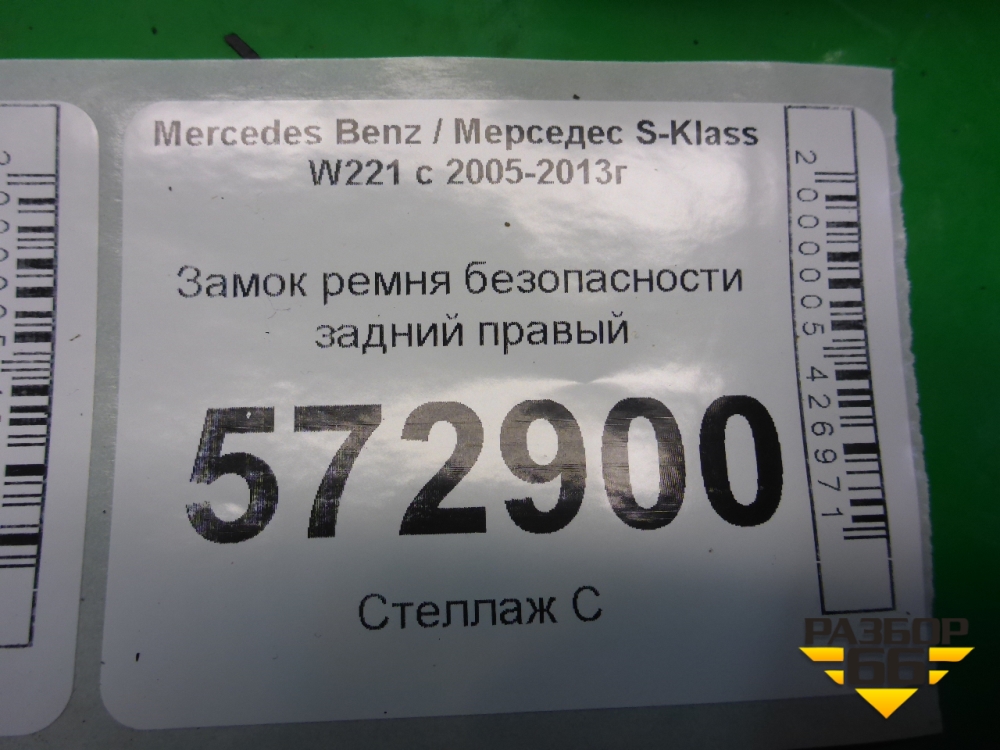 Mercedes Benz / Мерседес S-Klass
W221 с 2005-2013г
Замок ремня безопасности
задний правый
572900
Стеллаж С
2000005426971
РАЗБОР
66